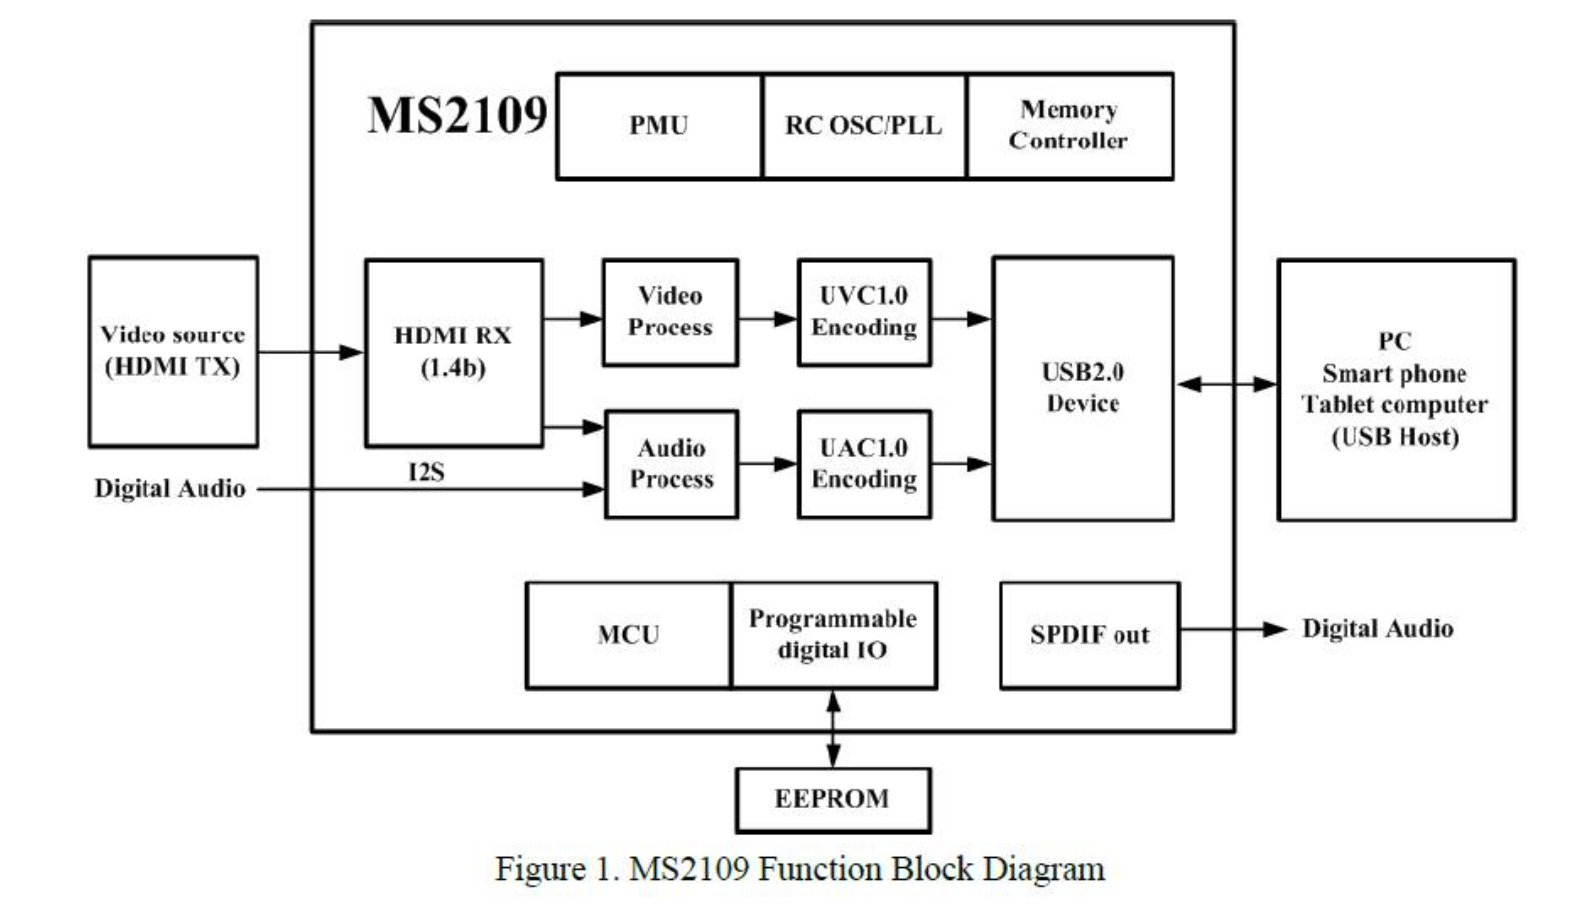 MS2109
PMU
RC OSC/PLL
Memory
Controller
Video source
(HDMI TX)
HDMI RX
(1.4b)
Video
Process
UVC1.0
Encoding
USB2.0
Device
PC
Smart phone
Tablet computer
(USB Host)
Digital Audio
I2S
Audio
Process
UAC1.0
Encoding
MCU
Programmable
digital IO
SPDIF out
Digital Audio
EEPROM
Figure 1. MS2109 Function Block Diagram